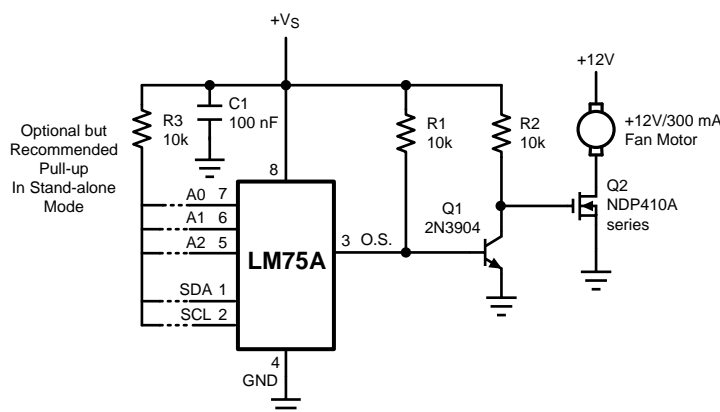 +VS
+12V
C1
100 nF
R3
10k
R1
10k
R2
10k
+12V/300 mA
Fan Motor
Optional but
Recommended
Pull-up
In Stand-alone
Mode
8
A0 7
A1 6
A2 5
SDA 1
SCL 2
LM75A
3 O.S.
Q1
2N3904
Q2
NDP410A
series
4
GND